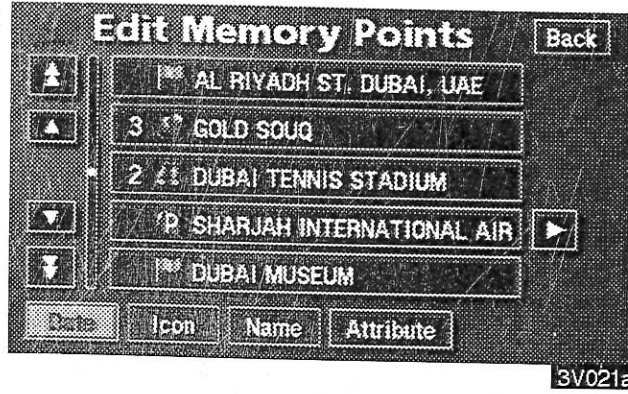 Edit Memory Points Back
AL RIYADH ST. DUBAI, UAE
3 GOLD SOUQ
2 DUBAI TENNIS STADIUM
P SHARJAH INTERNATIONAL AIR
DUBAI MUSEUM
Date Icon Name Attribute
3V021a